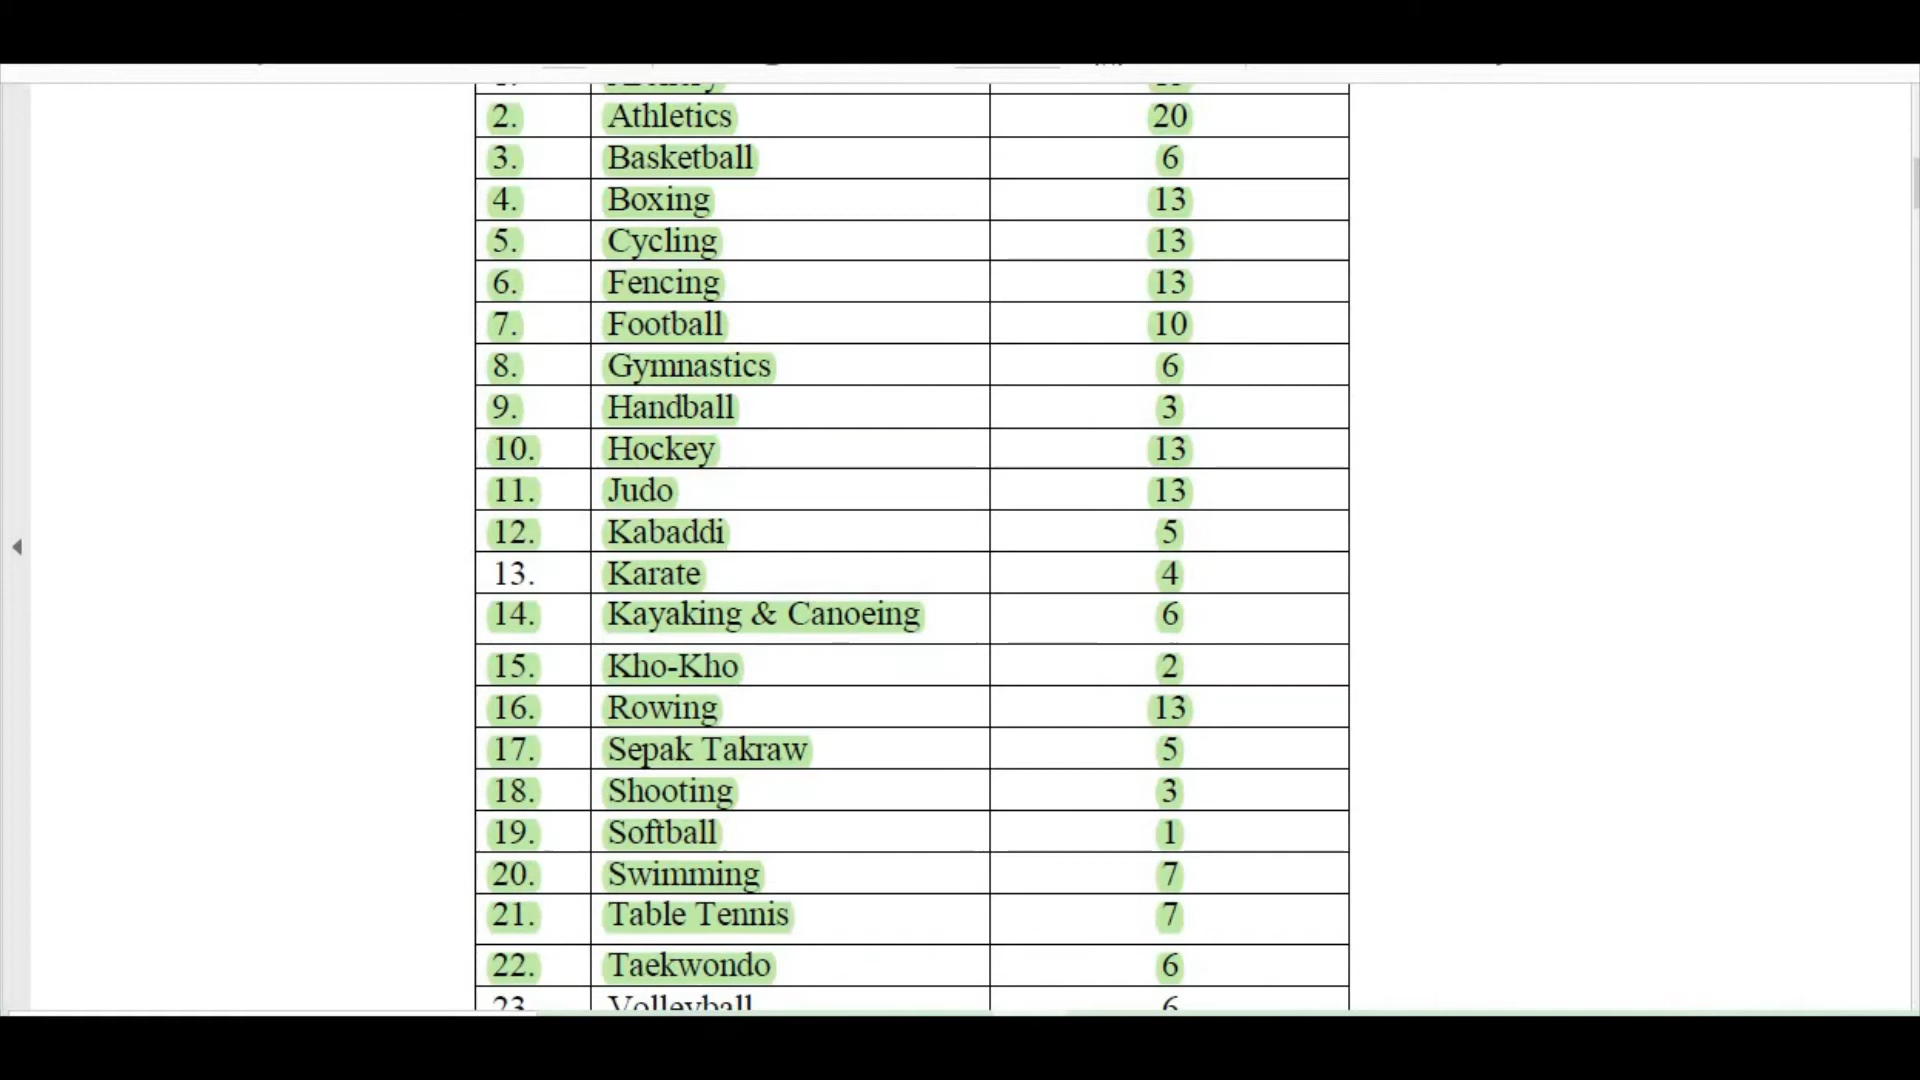 2. Athletics 20
3. Basketball 6
4. Boxing 13
5. Cycling 13
6. Fencing 13
7. Football 10
8. Gymnastics 6
9. Handball 3
10. Hockey 13
11. Judo 13
12. Kabaddi 5
13. Karate 4
14. Kayaking & Canoeing 6
15. Kho-Kho 2
16. Rowing 13
17. Sepak Takraw 5
18. Shooting 3
19. Softball 1
20. Swimming 7
21. Table Tennis 7
22. Taekwondo 6
23. Volleyball 6